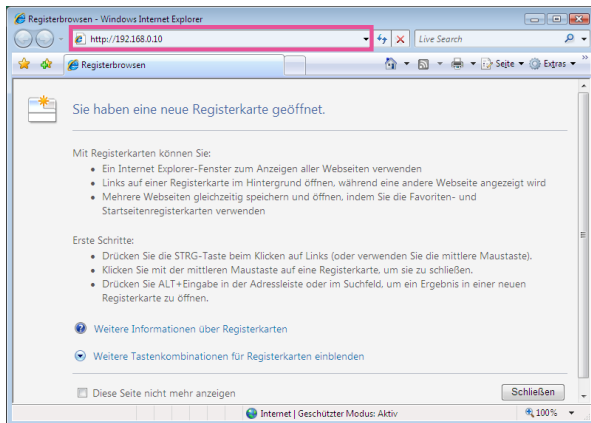 Registerbrowsen - Windows Internet Explorer
http://192.168.0.10
Live Search
Registerbrowsen
Seite
Extras
Sie haben eine neue Registerkarte geöffnet.
Mit Registerkarten können Sie:
Ein Internet Explorer-Fenster zum Anzeigen aller Webseiten verwenden
Links auf einer Registerkarte im Hintergrund öffnen, während eine andere Webseite angezeigt wird
Mehrere Webseiten gleichzeitig speichern und öffnen, indem Sie die Favoriten- und
Startseitenregisterkarten verwenden
Erste Schritte:
Drücken Sie die STRG-Taste beim Klicken auf Links (oder verwenden Sie die mittlere Maustaste).
Klicken Sie mit der mittleren Maustaste auf eine Registerkarte, um sie zu schließen.
Drücken Sie ALT+Eingabe in der Adressleiste oder im Suchfeld, um ein Ergebnis in einer neuen
Registerkarte zu öffnen.
Weitere Informationen über Registerkarten
Weitere Tastenkombinationen für Registerkarten einblenden
Diese Seite nicht mehr anzeigen
Schließen
Internet | Geschützter Modus: Aktiv
100%